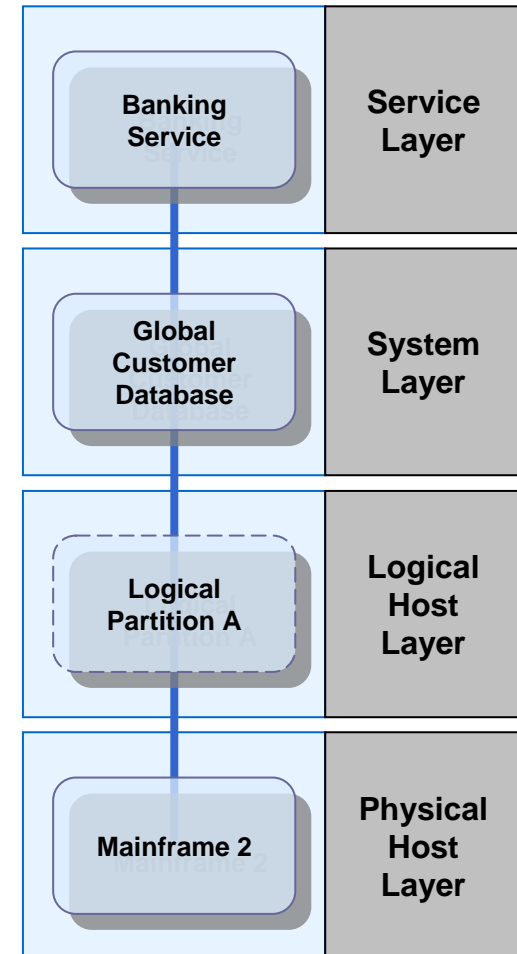 Banking
Service
Service
Layer
Global
Customer
Database
System
Layer
Logical
Partition A
Logical
Host
Layer
Mainframe 2
Physical
Host
Layer